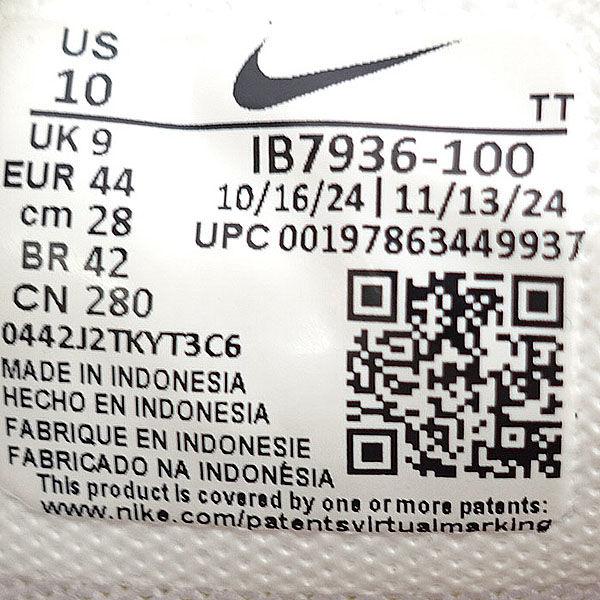 US
10
TT
UK 9
IB7936-100
EUR 44
10/16/24 | 11/13/24
cm 28
UPC 00197863449937
BR 42
CN 280
0442J2TKYT3C6
MADE IN INDONESIA
HECHO EN INDONESIA
FABRIQUE EN INDONESIE
FABRICADO NA INDONÉSIA
This product is covered by one or more patents:
www.nike.com/patentsvirtualmarking